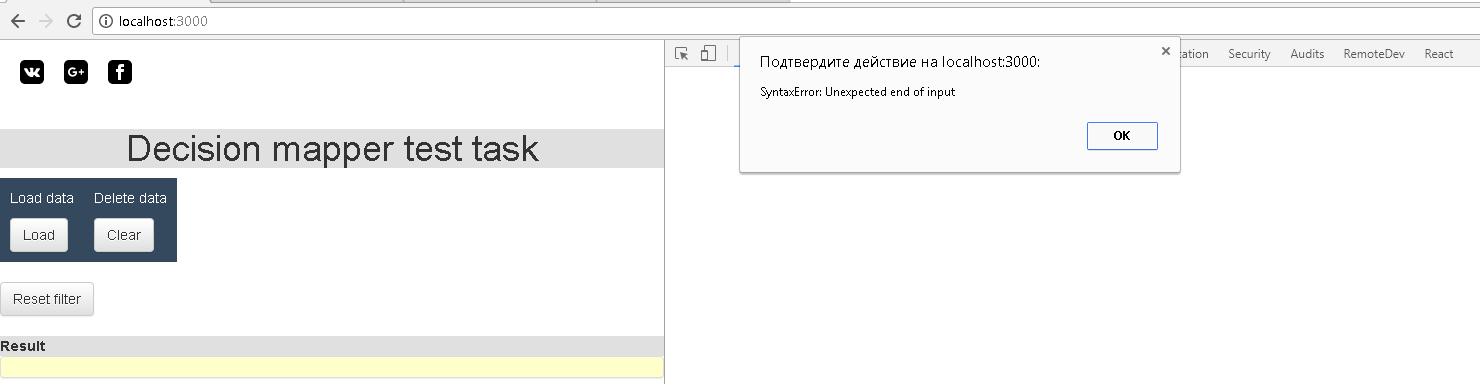 localhost:3000
Подтвердите действие на localhost:3000:
SyntaxError: Unexpected end of input
OK
Security Audits RemoteDev React
Decision mapper test task
Load data Delete data
Load Clear
Reset filter
Result